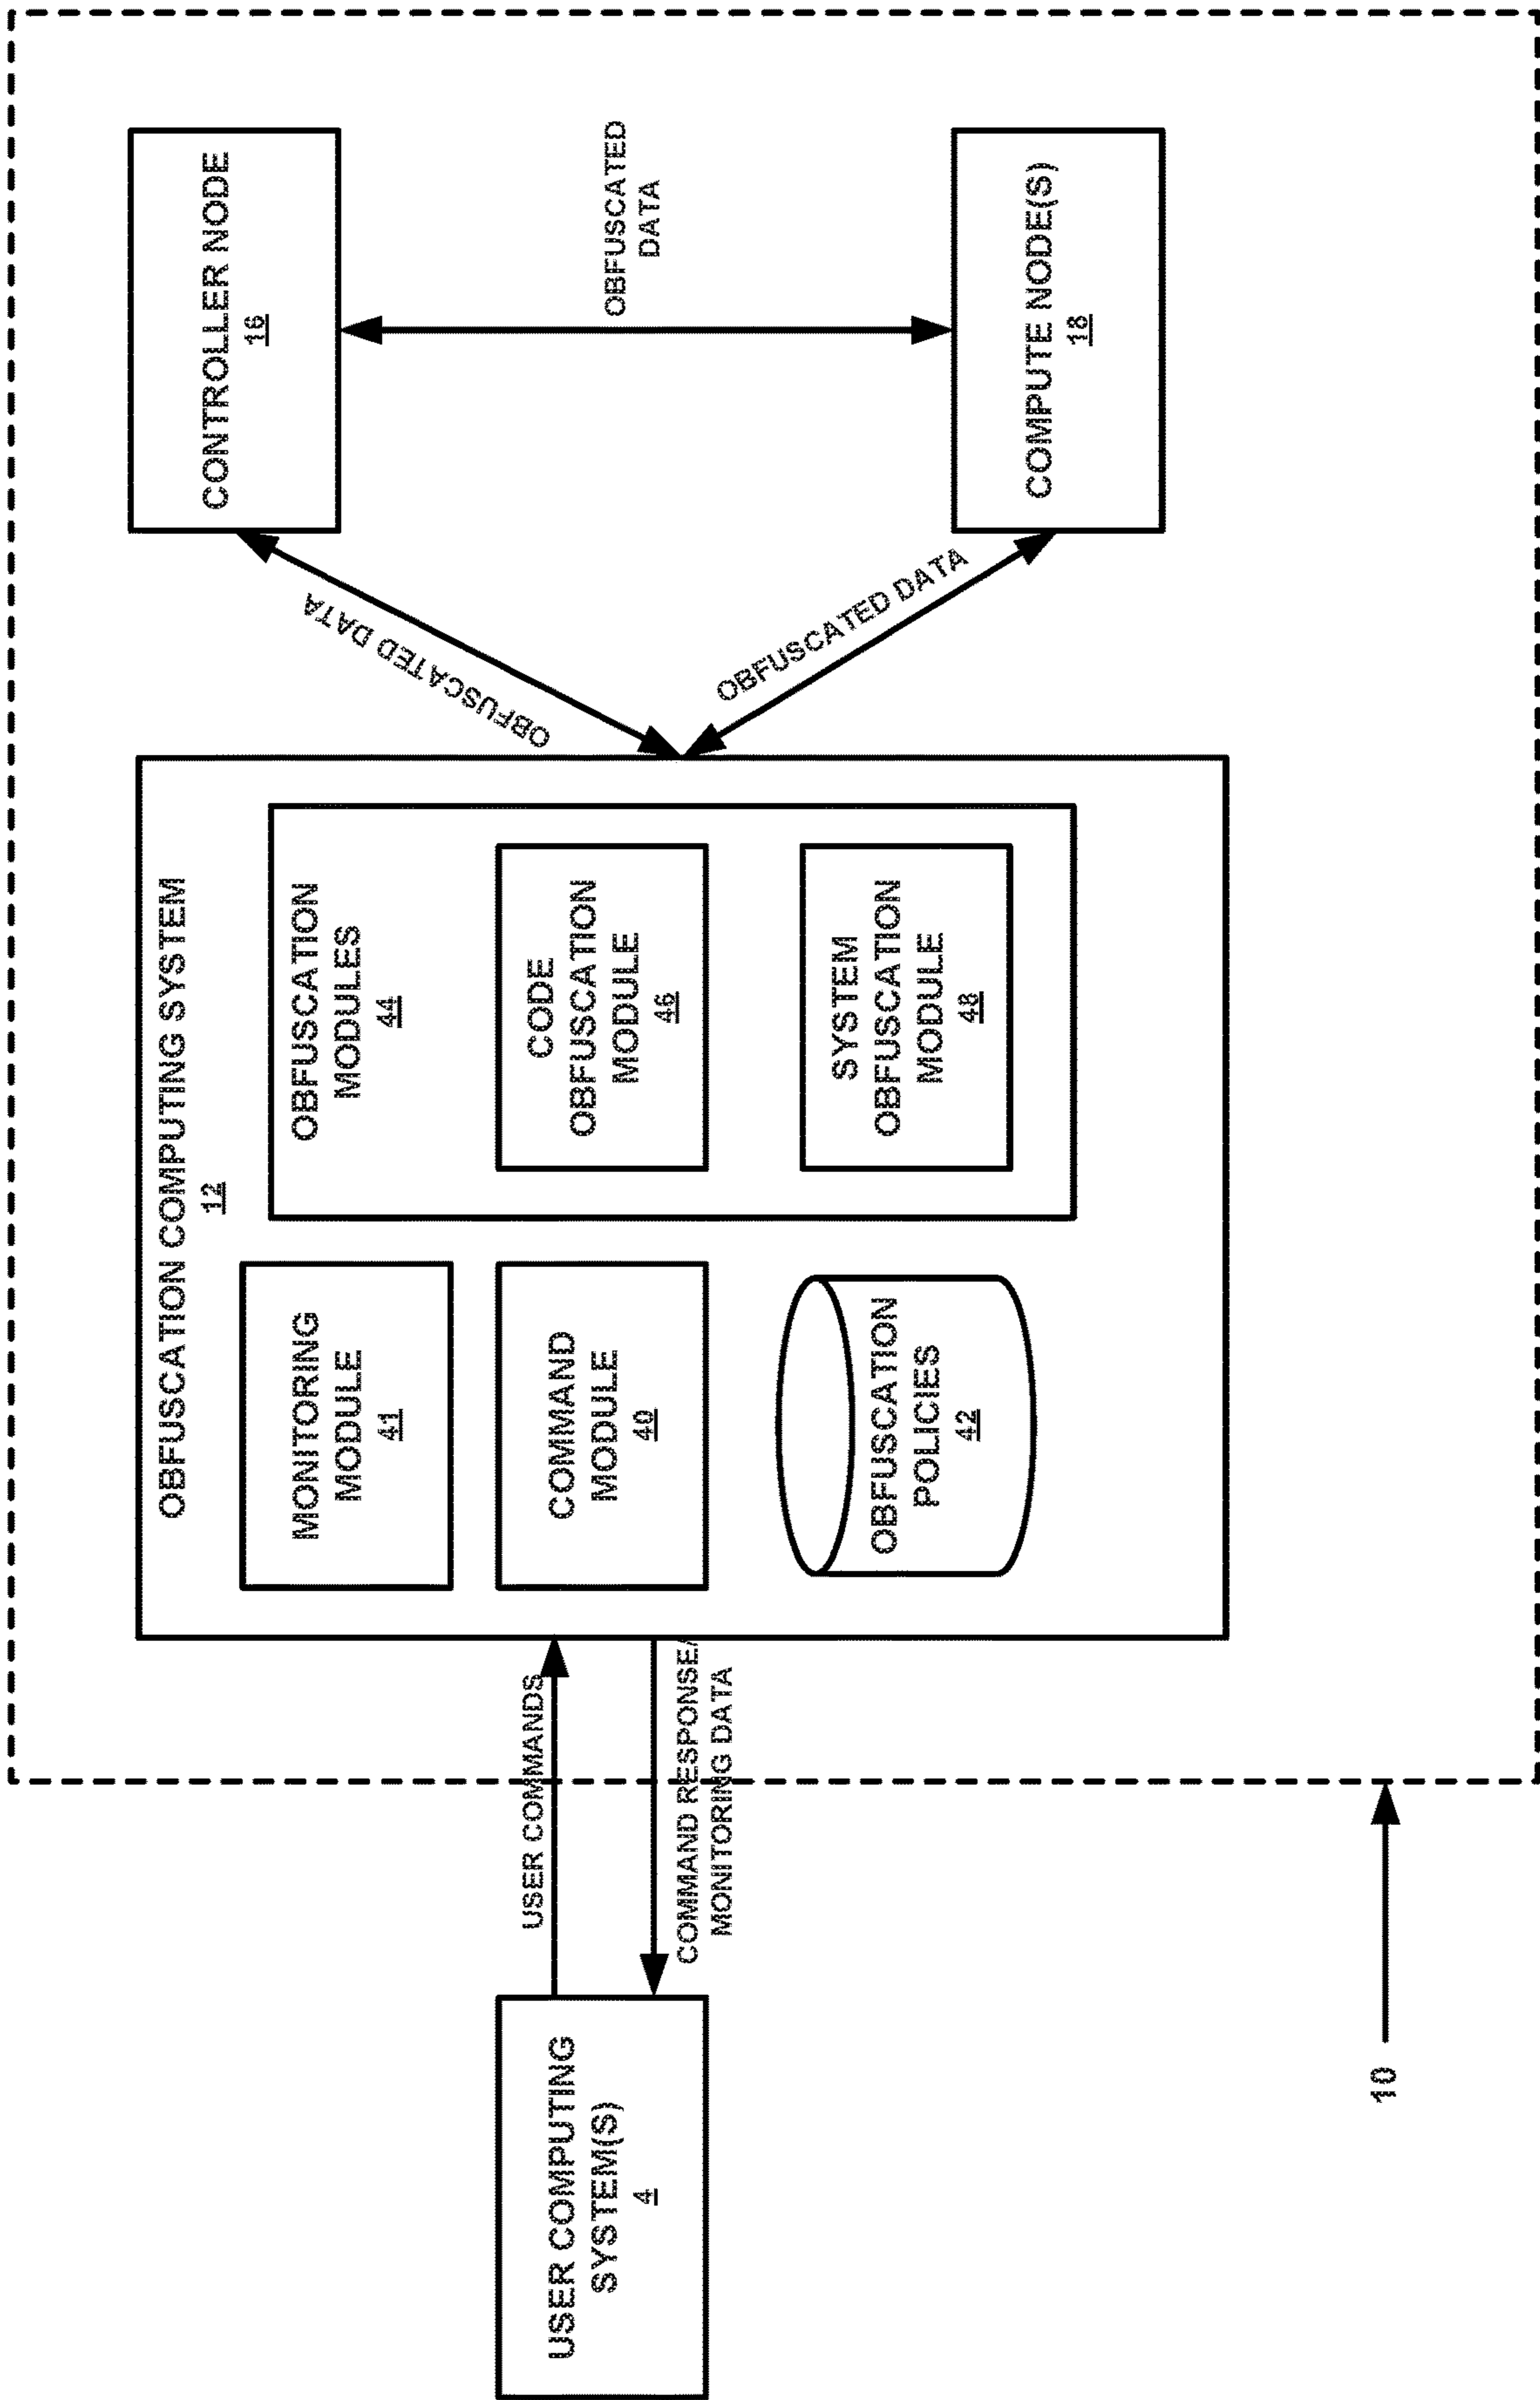 USER COMPUTING
SYSTEM(S)
4
USER COMMANDS
COMMAND RESPONSE/
MONITORING DATA
10
OBFUSCATION COMPUTING SYSTEM
12
MONITORING
MODULE
41
COMMAND
MODULE
40
OBFUSCATION
POLICIES
42
OBFUSCATION
MODULES
44
CODE
OBFUSCATION
MODULE
46
SYSTEM
OBFUSCATION
MODULE
48
OBFUSCATED DATA
OBFUSCATED DATA
CONTROLLER NODE
16
OBFUSCATED
DATA
COMPUTE NODE(S)
18